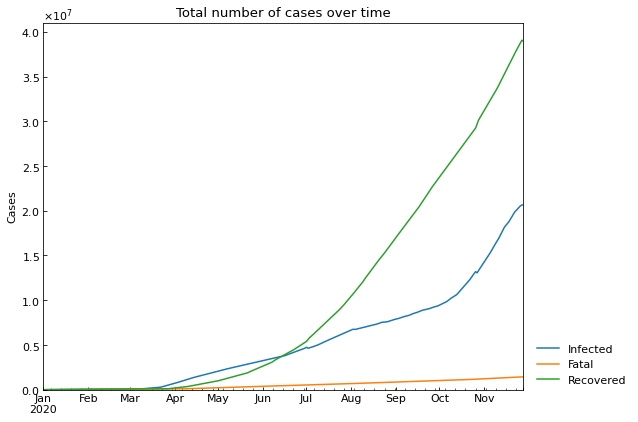 Total number of cases over time
×10⁷
4.0
3.5
3.0
2.5
2.0
1.5
1.0
0.5
0.0
Cases
Jan Feb Mar Apr May Jun Jul Aug Sep Oct Nov
2020
Infected
Fatal
Recovered